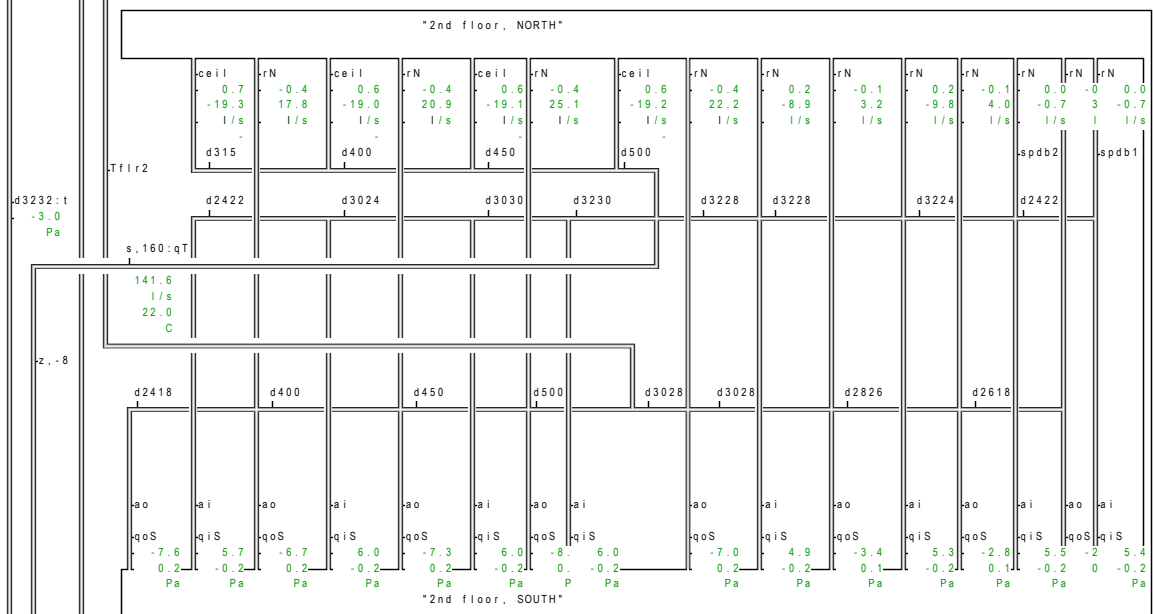 "2nd floor, NORTH"
ceil rN ceil rN ceil rN ceil rN rN rN rN rN rN rN rN
0.7 -0.4 0.6 -0.4 0.6 -0.4 0.6 -0.4 0.2 -0.1 0.2 -0.1 0.0 -0 0.0
-19.3 17.8 -19.0 20.9 -19.1 25.1 -19.2 22.2 -8.9 3.2 -9.8 4.0 -0.7 3 -0.7
l/s l/s l/s l/s l/s l/s l/s l/s l/s l/s l/s l/s l/s l l/s
- - - -
d315 d400 d450 d500 spdb2 spdb1
Tflr2
d3232:t d2422 d3024 d3030 d3230 d3228 d3228 d3224 d2422
-3.0
Pa
s,160:qT
141.6
l/s
22.0
C
z,-8
d2418 d400 d450 d500 d3028 d3028 d2826 d2618
ao ai ao ai ao ai ao ai ao ai ao ai ao ai ao ai
qoS qiS qoS qiS qoS qiS qoS qiS qoS qiS qoS qiS qoS qiS qoS qiS
-7.6 5.7 -6.7 6.0 -7.3 6.0 -8. 6.0 -7.0 4.9 -3.4 5.3 -2.8 5.5 -2 5.4
0.2 -0.2 0.2 -0.2 0.2 -0.2 0. -0.2 0.2 -0.2 0.1 -0.2 0.1 -0.2 0 -0.2
Pa Pa Pa Pa Pa Pa Pa Pa Pa Pa Pa Pa Pa Pa
"2nd floor, SOUTH"